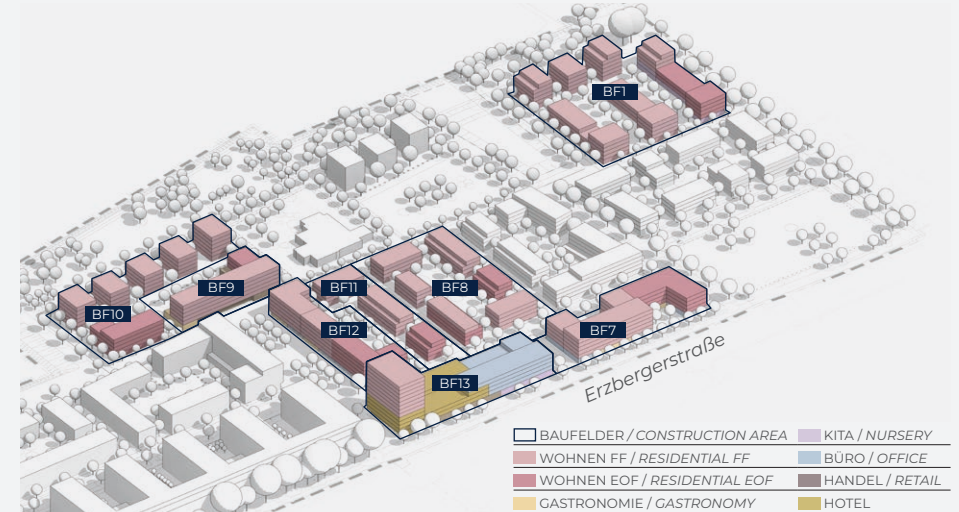 BF1
BF9
BF11
BF8
BF10
BF12
BF7
BF13
Erzbergerstraße
BAUFELDER / CONSTRUCTION AREA
WOHNEN FF / RESIDENTIAL FF
WOHNEN EOF / RESIDENTIAL EOF
GASTRONOMIE / GASTRONOMY
KITA / NURSERY
BÜRO / OFFICE
HANDEL / RETAIL
HOTEL